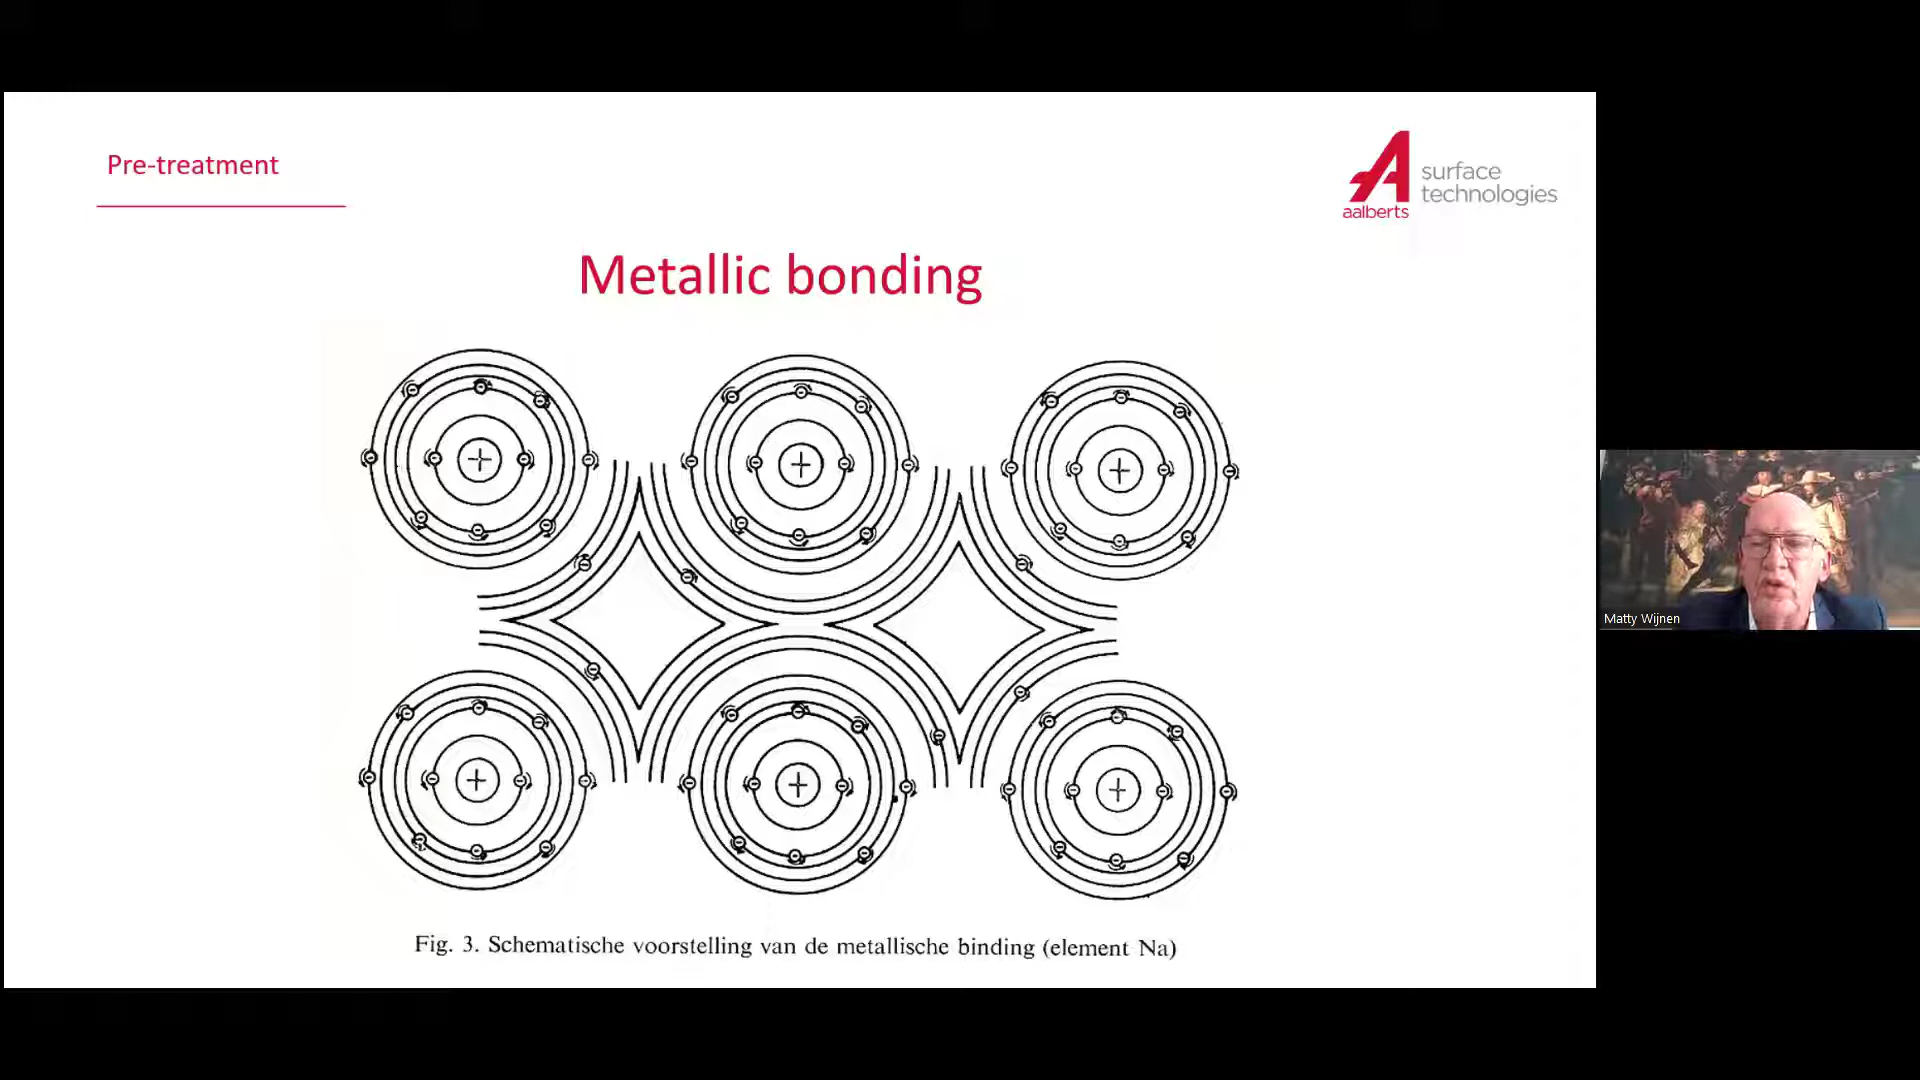 Pre-treatment
surface
technologies
aalberts
Metallic bonding
Fig. 3. Schematische voorstelling van de metallische binding (element Na)
Matty Wijnen